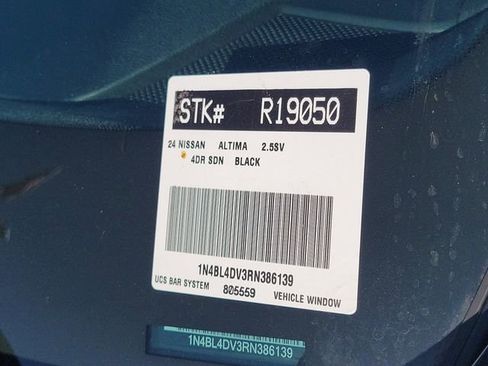 STK# R19050
24 NISSAN ALTIMA 2.5SV
4DR SDN BLACK
1N4BL4DV3RN386139
UCS BAR SYSTEM 805559 VEHICLE WINDOW
1N4BL4DV3RN386139